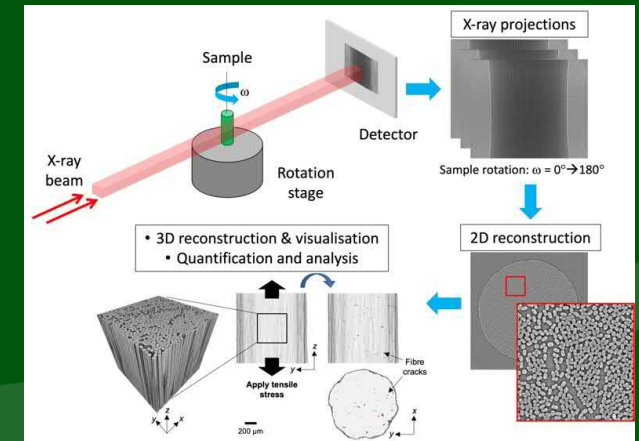 Sample
ω
X-ray
beam
Rotation
stage
Detector
X-ray projections
Sample rotation: ω = 0°→180°
2D reconstruction
• 3D reconstruction & visualisation
• Quantification and analysis
z
y
x
z
y
Apply tensile
stress
200 µm
Fibre
cracks
x
y